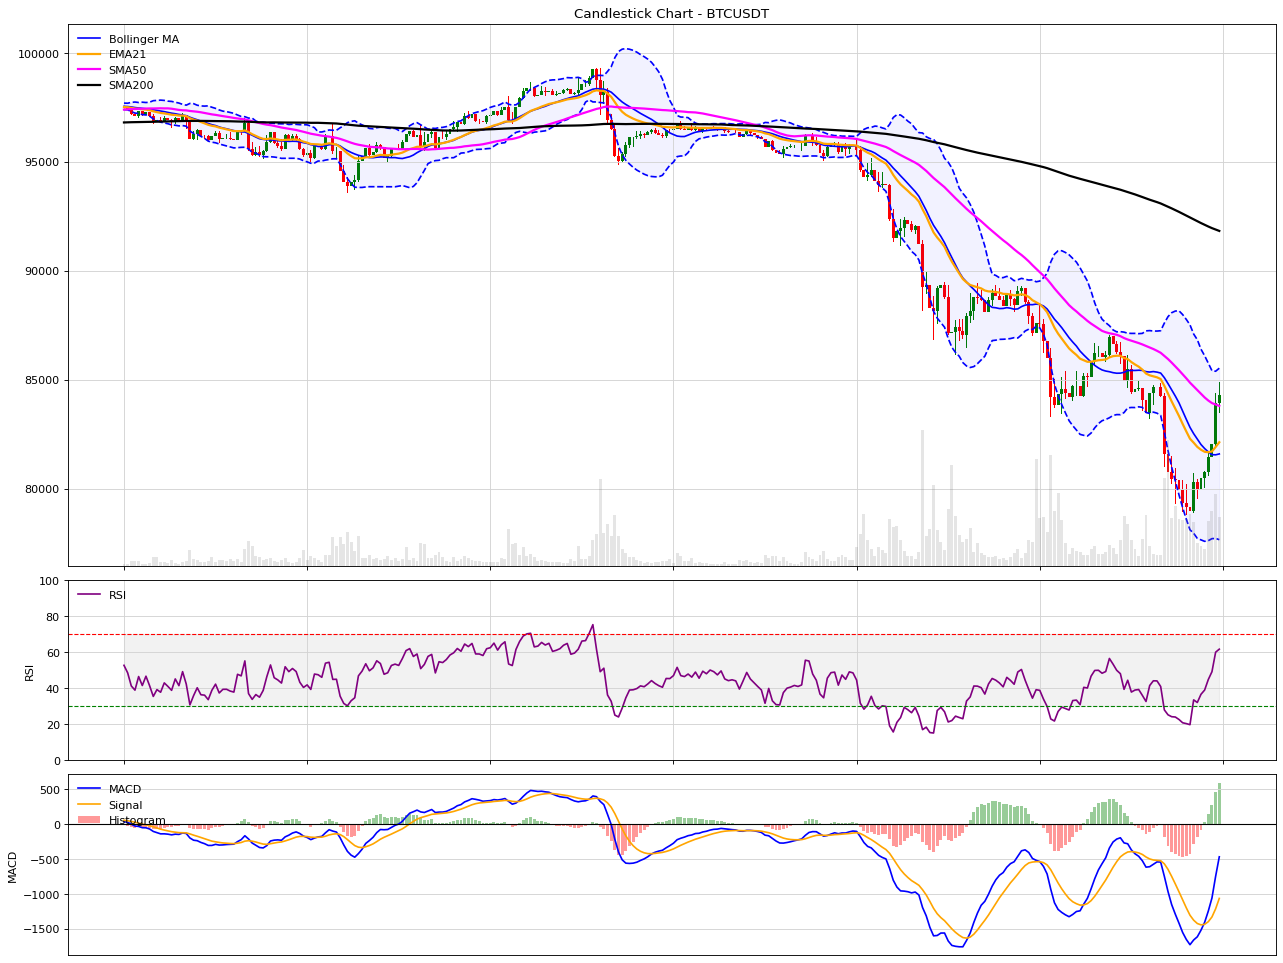 Candlestick Chart - BTCUSDT
Bollinger MA
EMA21
SMA50
SMA200
100000
95000
90000
85000
80000
RSI
100
80
60
40
20
0
RSI
MACD
Signal
Histogram
500
0
−500
−1000
−1500
MACD